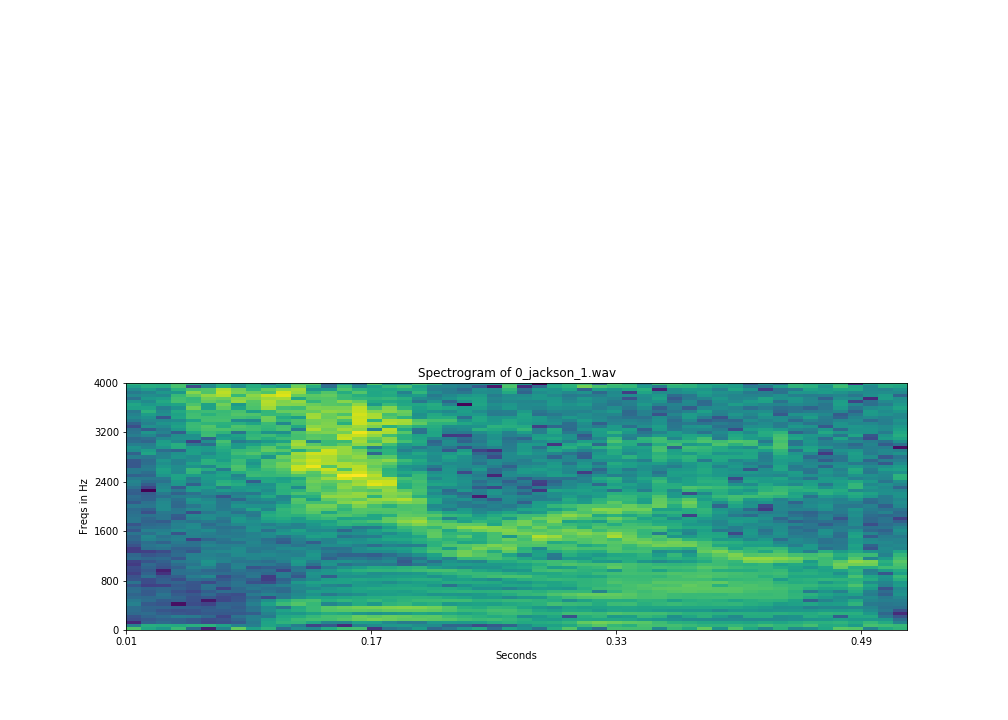 Spectrogram of 0_jackson_1.wav
4000
3200
2400
1600
800
0
Freqs in Hz
0.01 0.17 0.33 0.49
Seconds